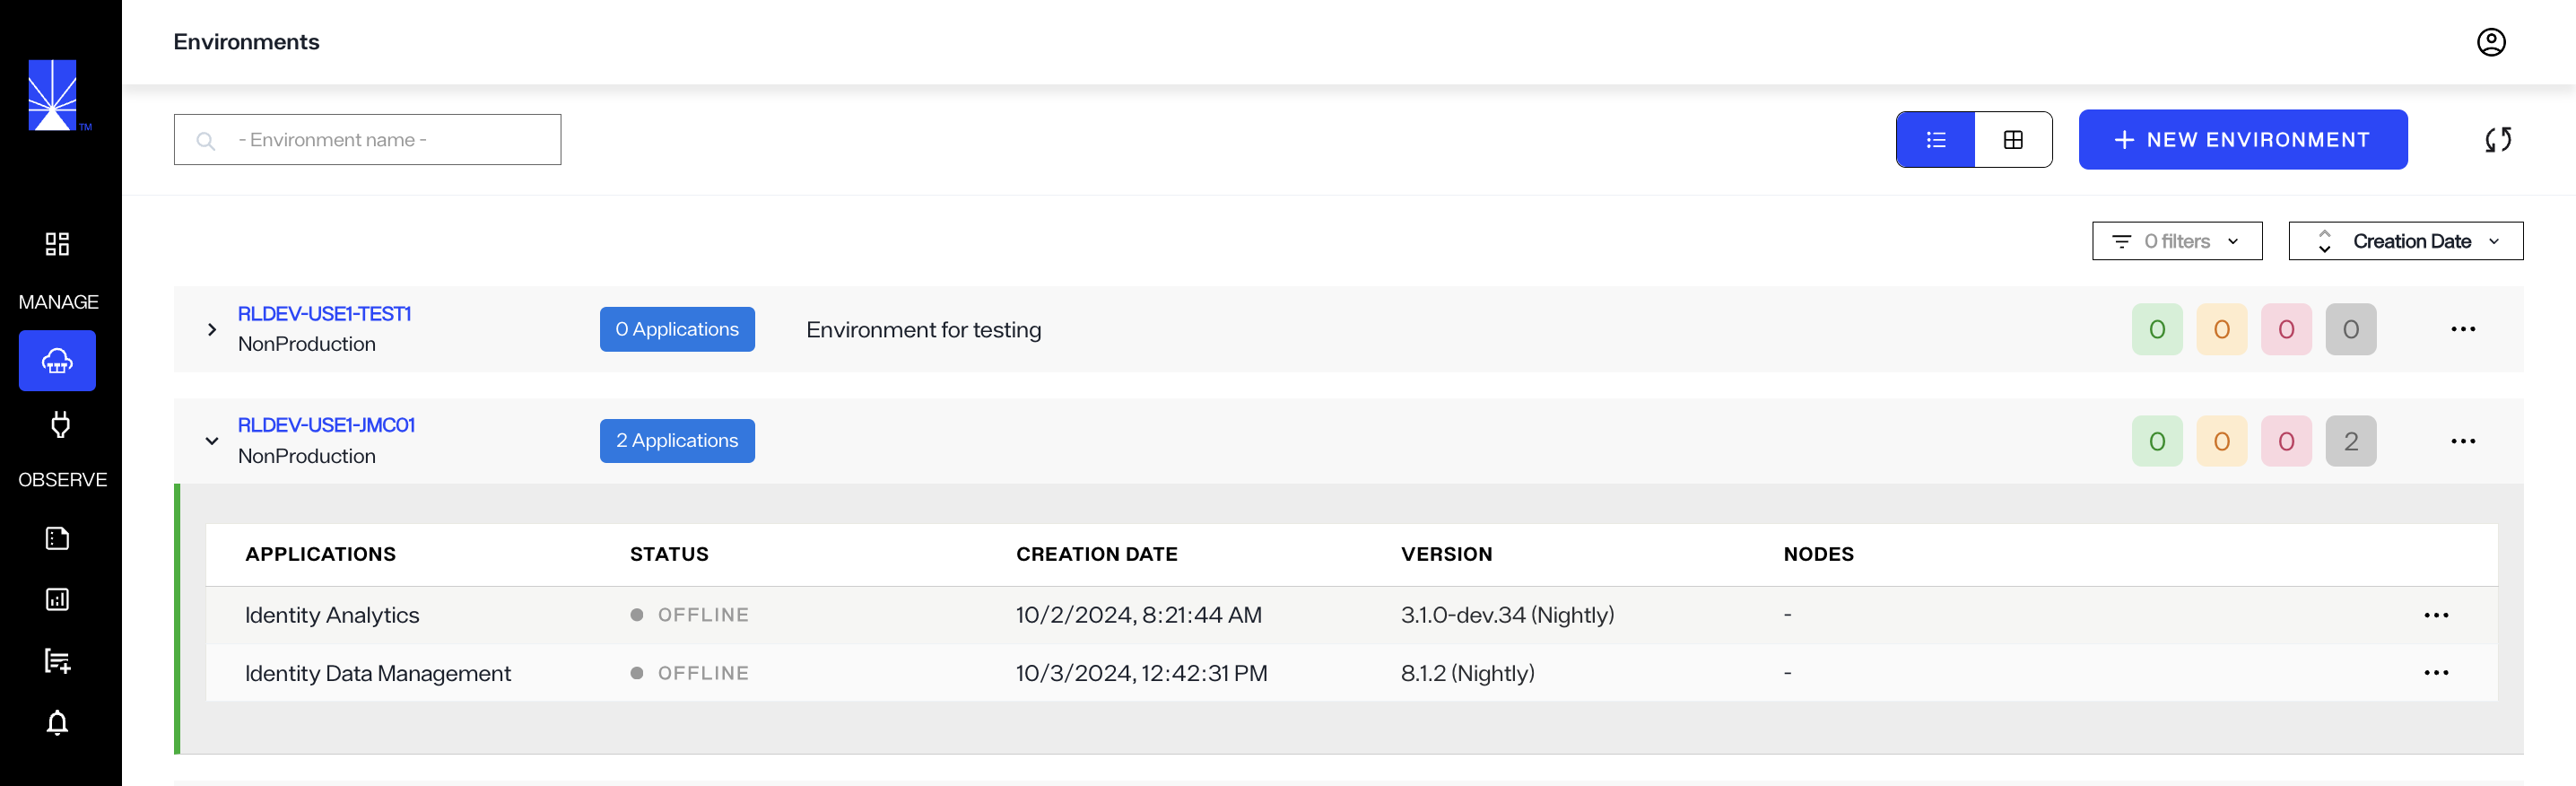 Environments
TM
- Environment name -
NEW ENVIRONMENT
0 filters
Creation Date
MANAGE
RLDEV-USE1-TEST1
NonProduction
0 Applications
Environment for testing
0 0 0 0
RLDEV-USE1-JMC01
NonProduction
2 Applications
0 0 0 2
OBSERVE
APPLICATIONS STATUS CREATION DATE VERSION NODES
Identity Analytics OFFLINE 10/2/2024, 8:21:44 AM 3.1.0-dev.34 (Nightly) -
Identity Data Management OFFLINE 10/3/2024, 12:42:31 PM 8.1.2 (Nightly) -